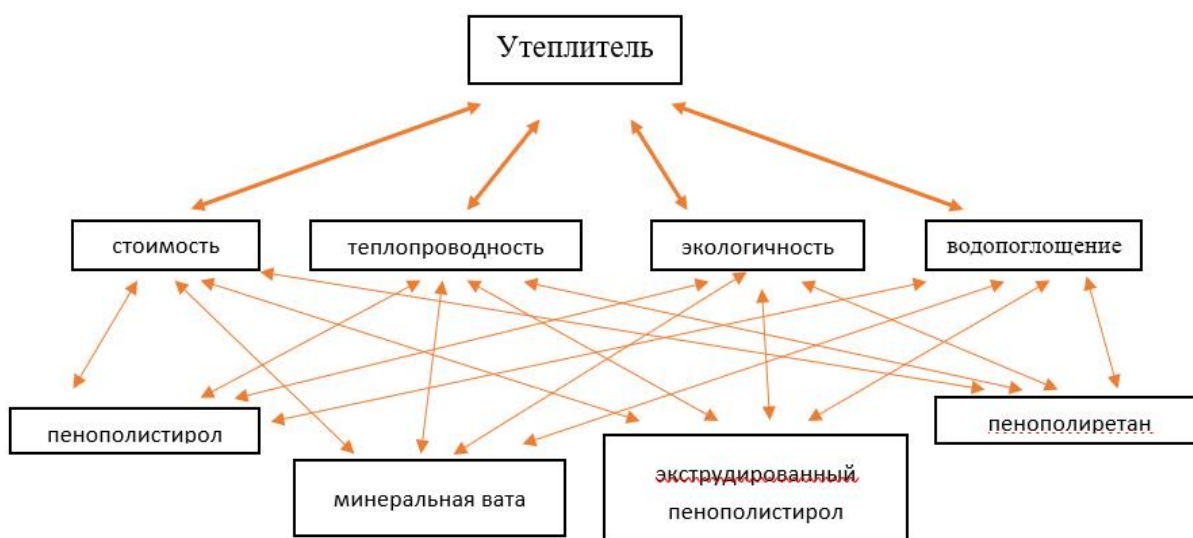 Утеплитель
стоимость
теплопроводность
экологичность
водопоглощение
пенополистирол
минеральная вата
экструдированный
пенополистирол
пенополиретан